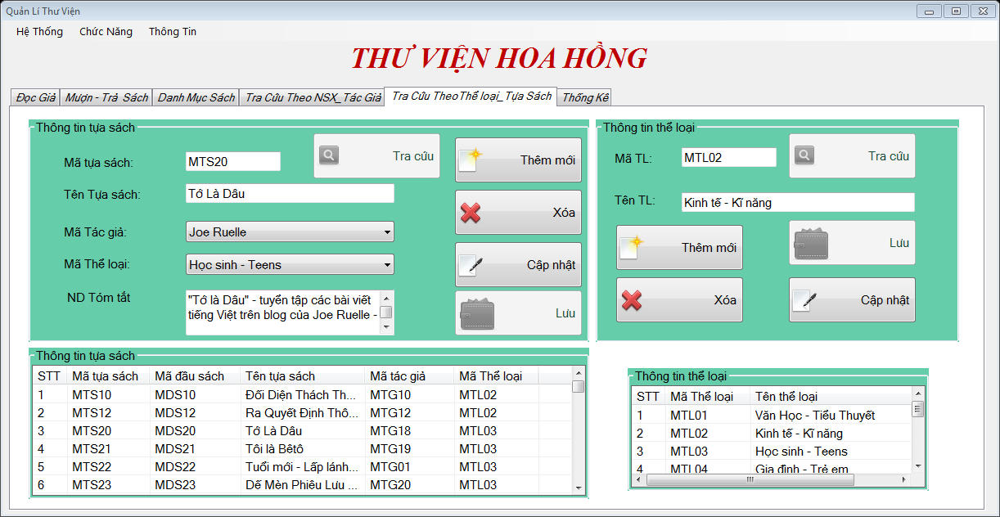 Quản Lí Thư Viện
Hệ Thống Chức Năng Thông Tin
THƯ VIỆN HOA HỒNG
Đọc Giả Mượn - Trả Sách Danh Mục Sách Tra Cứu Theo NSX_Tác Giả Tra Cứu TheoThể loại_Tựa Sách Thống Kê
Thông tin tựa sách
Mã tựa sách: MTS20 Tra cứu Thêm mới
Tên Tựa sách: Tớ Là Dâu Xóa
Mã Tác giả: Joe Ruelle
Mã Thể loại: Học sinh - Teens Cập nhật
ND Tóm tắt "Tớ là Dâu" - tuyển tập các bài viết
tiếng Việt trên blog của Joe Ruelle -
Lưu
Thông tin thể loại
Mã TL: MTL02 Tra cứu
Tên TL: Kinh tế - Kĩ năng
Thêm mới Lưu
Xóa Cập nhật
Thông tin tựa sách
STT Mã tựa sách Mã đầu sách Tên tựa sách Mã tác giả Mã Thể loại
1 MTS10 MDS10 Đối Diện Thách Th... MTG10 MTL02
2 MTS12 MDS12 Ra Quyết Định Thô... MTG12 MTL02
3 MTS20 MDS20 Tớ Là Dâu MTG18 MTL03
4 MTS21 MDS21 Tôi là Bêtô MTG19 MTL03
5 MTS22 MDS22 Tuổi mới - Lấp lánh... MTG01 MTL03
6 MTS23 MDS23 Dế Mèn Phiêu Lưu ... MTG20 MTL03
Thông tin thể loại
STT Mã Thể loại Tên thể loại
1 MTL01 Văn Học - Tiểu Thuyết
2 MTL02 Kinh tế - Kĩ năng
3 MTL03 Học sinh - Teens
4 MTL04 Gia đình - Trẻ em